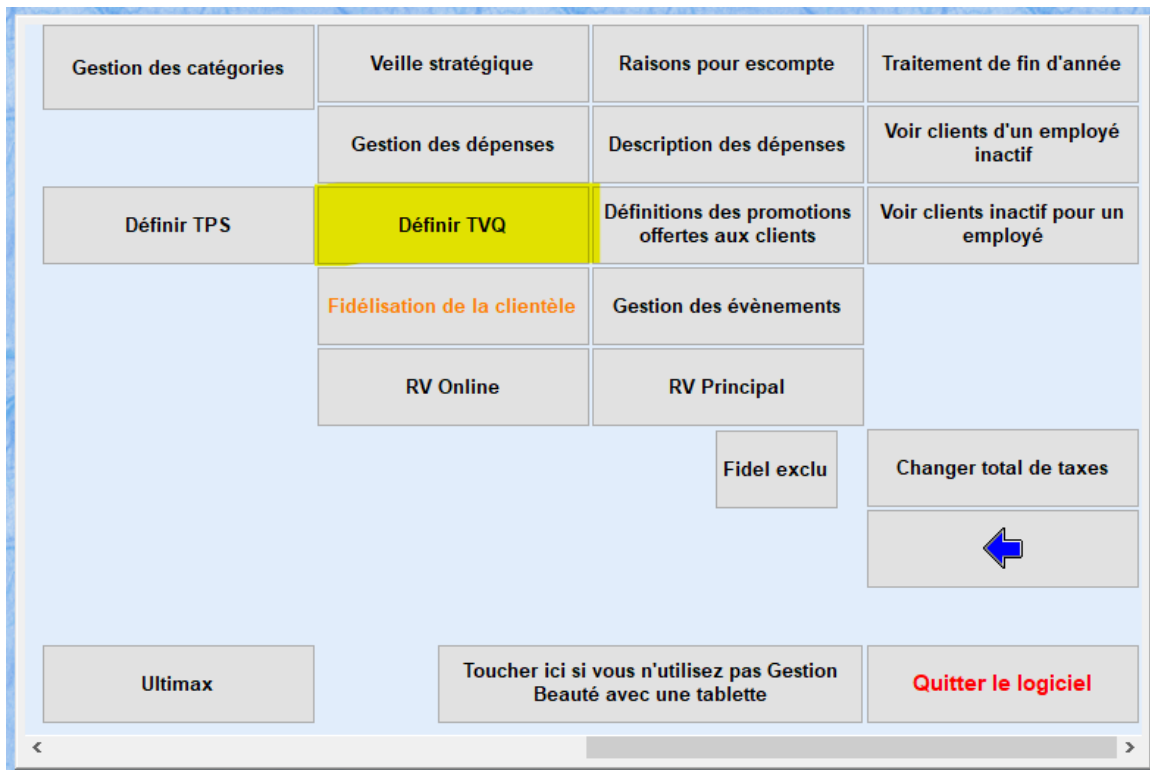 Gestion des catégories
Veille stratégique
Raisons pour escompte
Traitement de fin d'année
Gestion des dépenses
Description des dépenses
Voir clients d'un employé
inactif
Définir TPS
Définir TVQ
Définitions des promotions
offertes aux clients
Voir clients inactif pour un
employé
Fidélisation de la clientèle
Gestion des évènements
RV Online
RV Principal
Fidel exclu
Changer total de taxes
Ultimax
Toucher ici si vous n'utilisez pas Gestion
Beauté avec une tablette
Quitter le logiciel